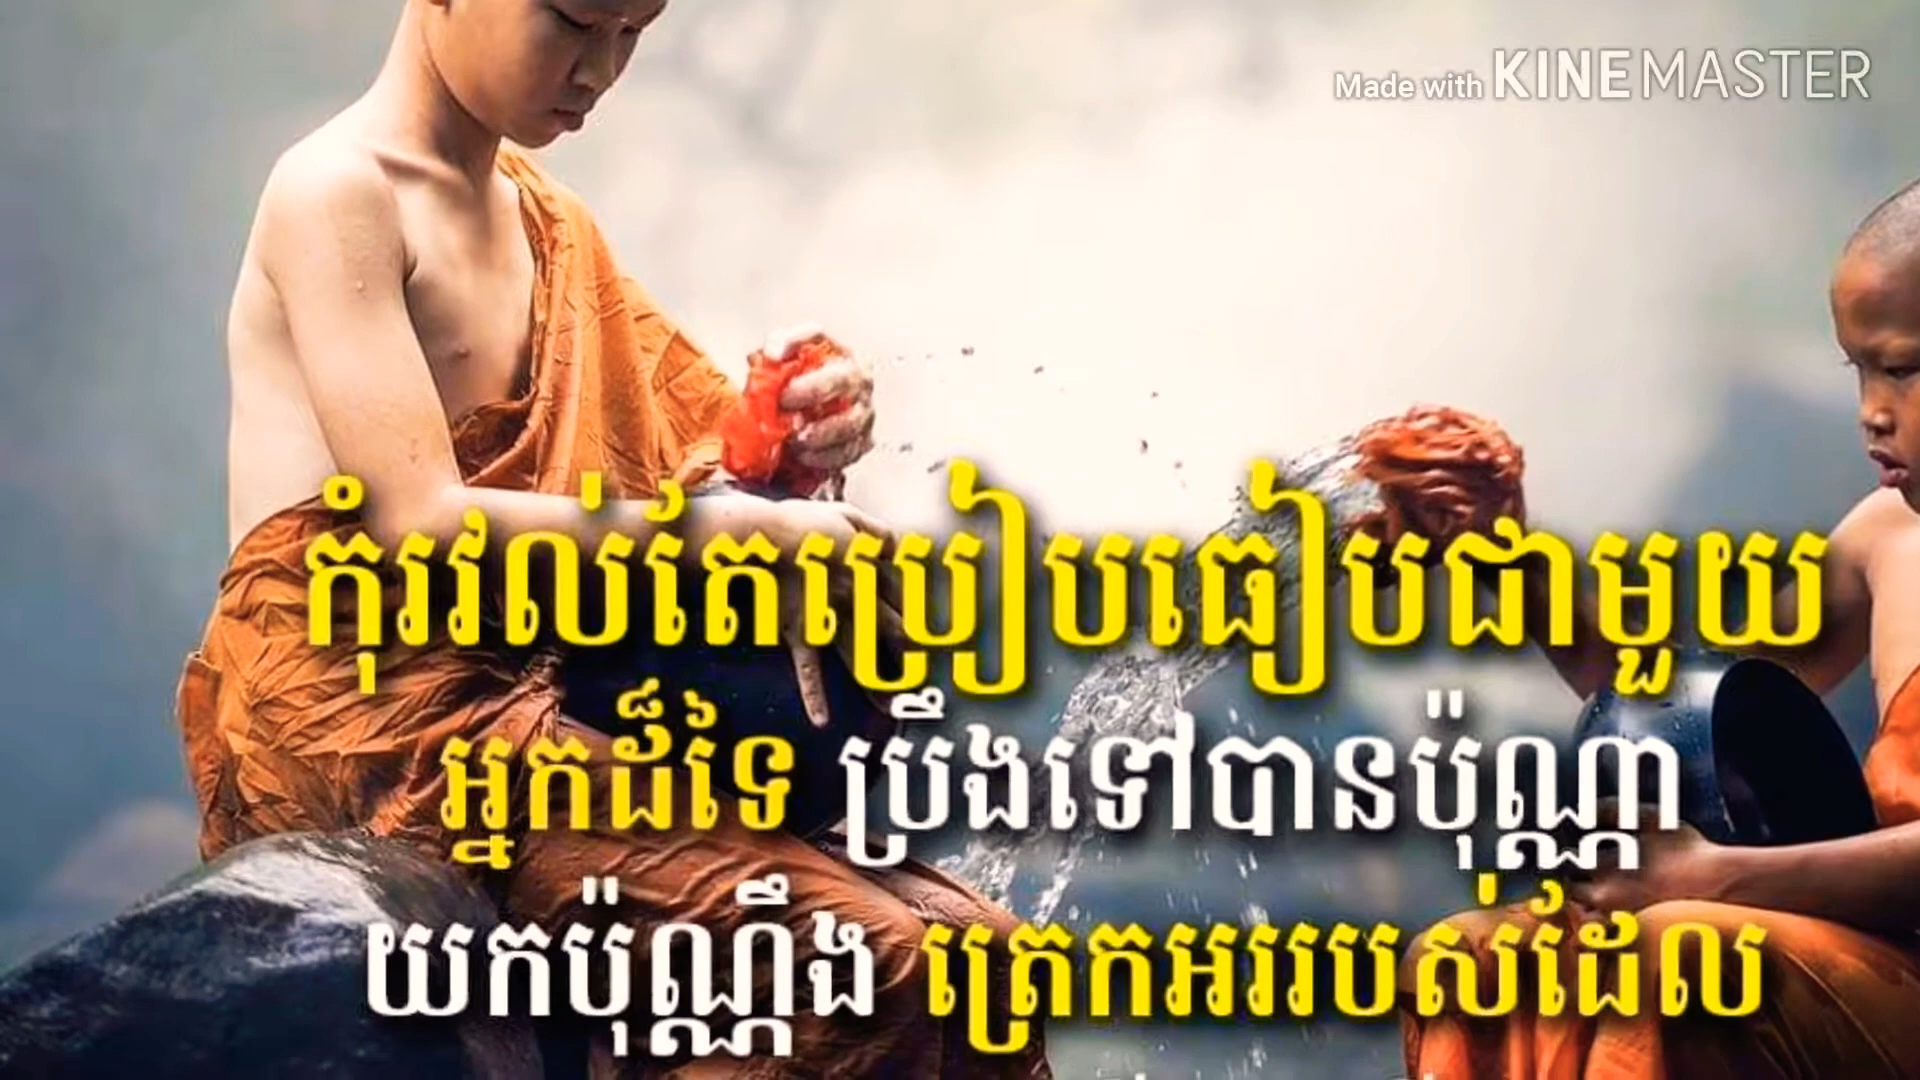 Made with KINEMASTER
កុំរវល់តែប្រៀបធៀបជាមួយ
អ្នកដ៏ទៃ ប្រឹងទៅបានប៉ុណ្ណា
យកប៉ុណ្ណឹង ត្រេកអររបស់ដែល